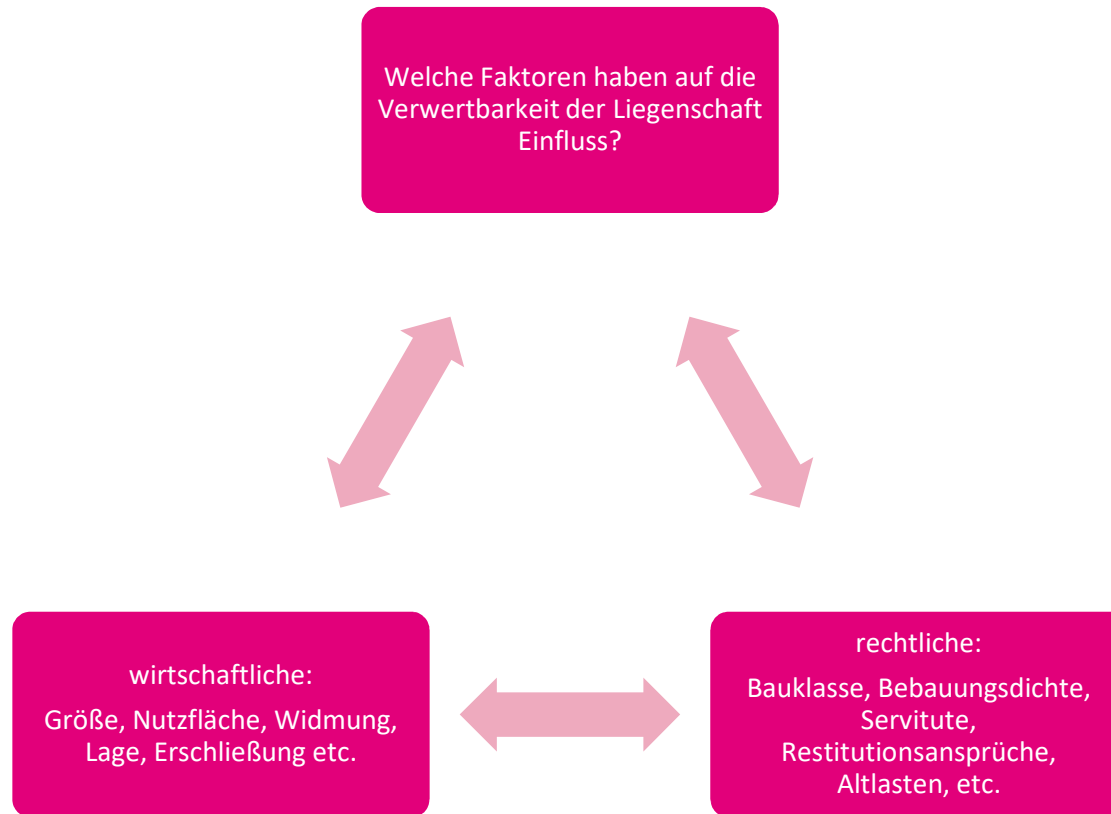 Welche Faktoren haben auf die
Verwertbarkeit der Liegenschaft
Einfluss?
wirtschaftliche:
Größe, Nutzfläche, Widmung,
Lage, Erschließung etc.
rechtliche:
Bauklasse, Bebauungsdichte,
Servitute,
Restitutionsansprüche,
Altlasten, etc.